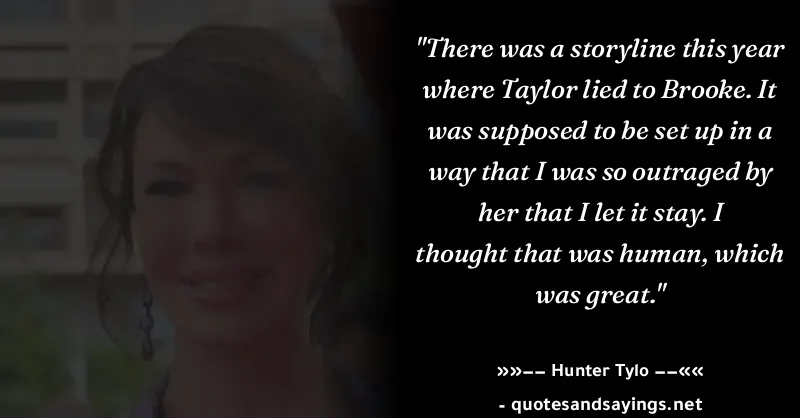 "There was a storyline this year
where Taylor lied to Brooke. It
was supposed to be set up in a
way that I was so outraged by
her that I let it stay. I
thought that was human, which
was great."
»»−− Hunter Tylo −−««
- quotesandsayings.net